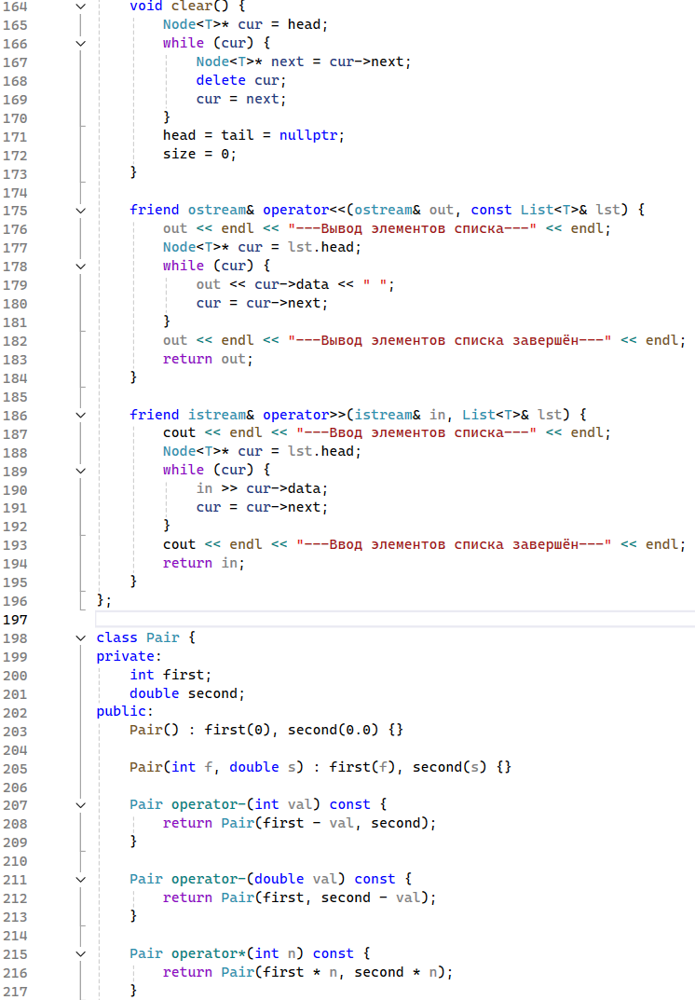 164 void clear() {
165 Node<T>* cur = head;
166 while (cur) {
167 Node<T>* next = cur->next;
168 delete cur;
169 cur = next;
170 }
171 head = tail = nullptr;
172 size = 0;
173 }
174
175 friend ostream& operator<<(ostream& out, const List<T>& lst) {
176 out << endl << "---Вывод элементов списка---" << endl;
177 Node<T>* cur = lst.head;
178 while (cur) {
179 out << cur->data << " ";
180 cur = cur->next;
181 }
182 out << endl << "---Вывод элементов списка завершён---" << endl;
183 return out;
184 }
185
186 friend istream& operator>>(istream& in, List<T>& lst) {
187 cout << endl << "---Ввод элементов списка---" << endl;
188 Node<T>* cur = lst.head;
189 while (cur) {
190 in >> cur->data;
191 cur = cur->next;
192 }
193 cout << endl << "---Ввод элементов списка завершён---" << endl;
194 return in;
195 }
196 };
197
198 class Pair {
199 private:
200 int first;
201 double second;
202 public:
203 Pair() : first(0), second(0.0) {}
204
205 Pair(int f, double s) : first(f), second(s) {}
206
207 Pair operator-(int val) const {
208 return Pair(first - val, second);
209 }
210
211 Pair operator-(double val) const {
212 return Pair(first, second - val);
213 }
214
215 Pair operator*(int n) const {
216 return Pair(first * n, second * n);
217 }